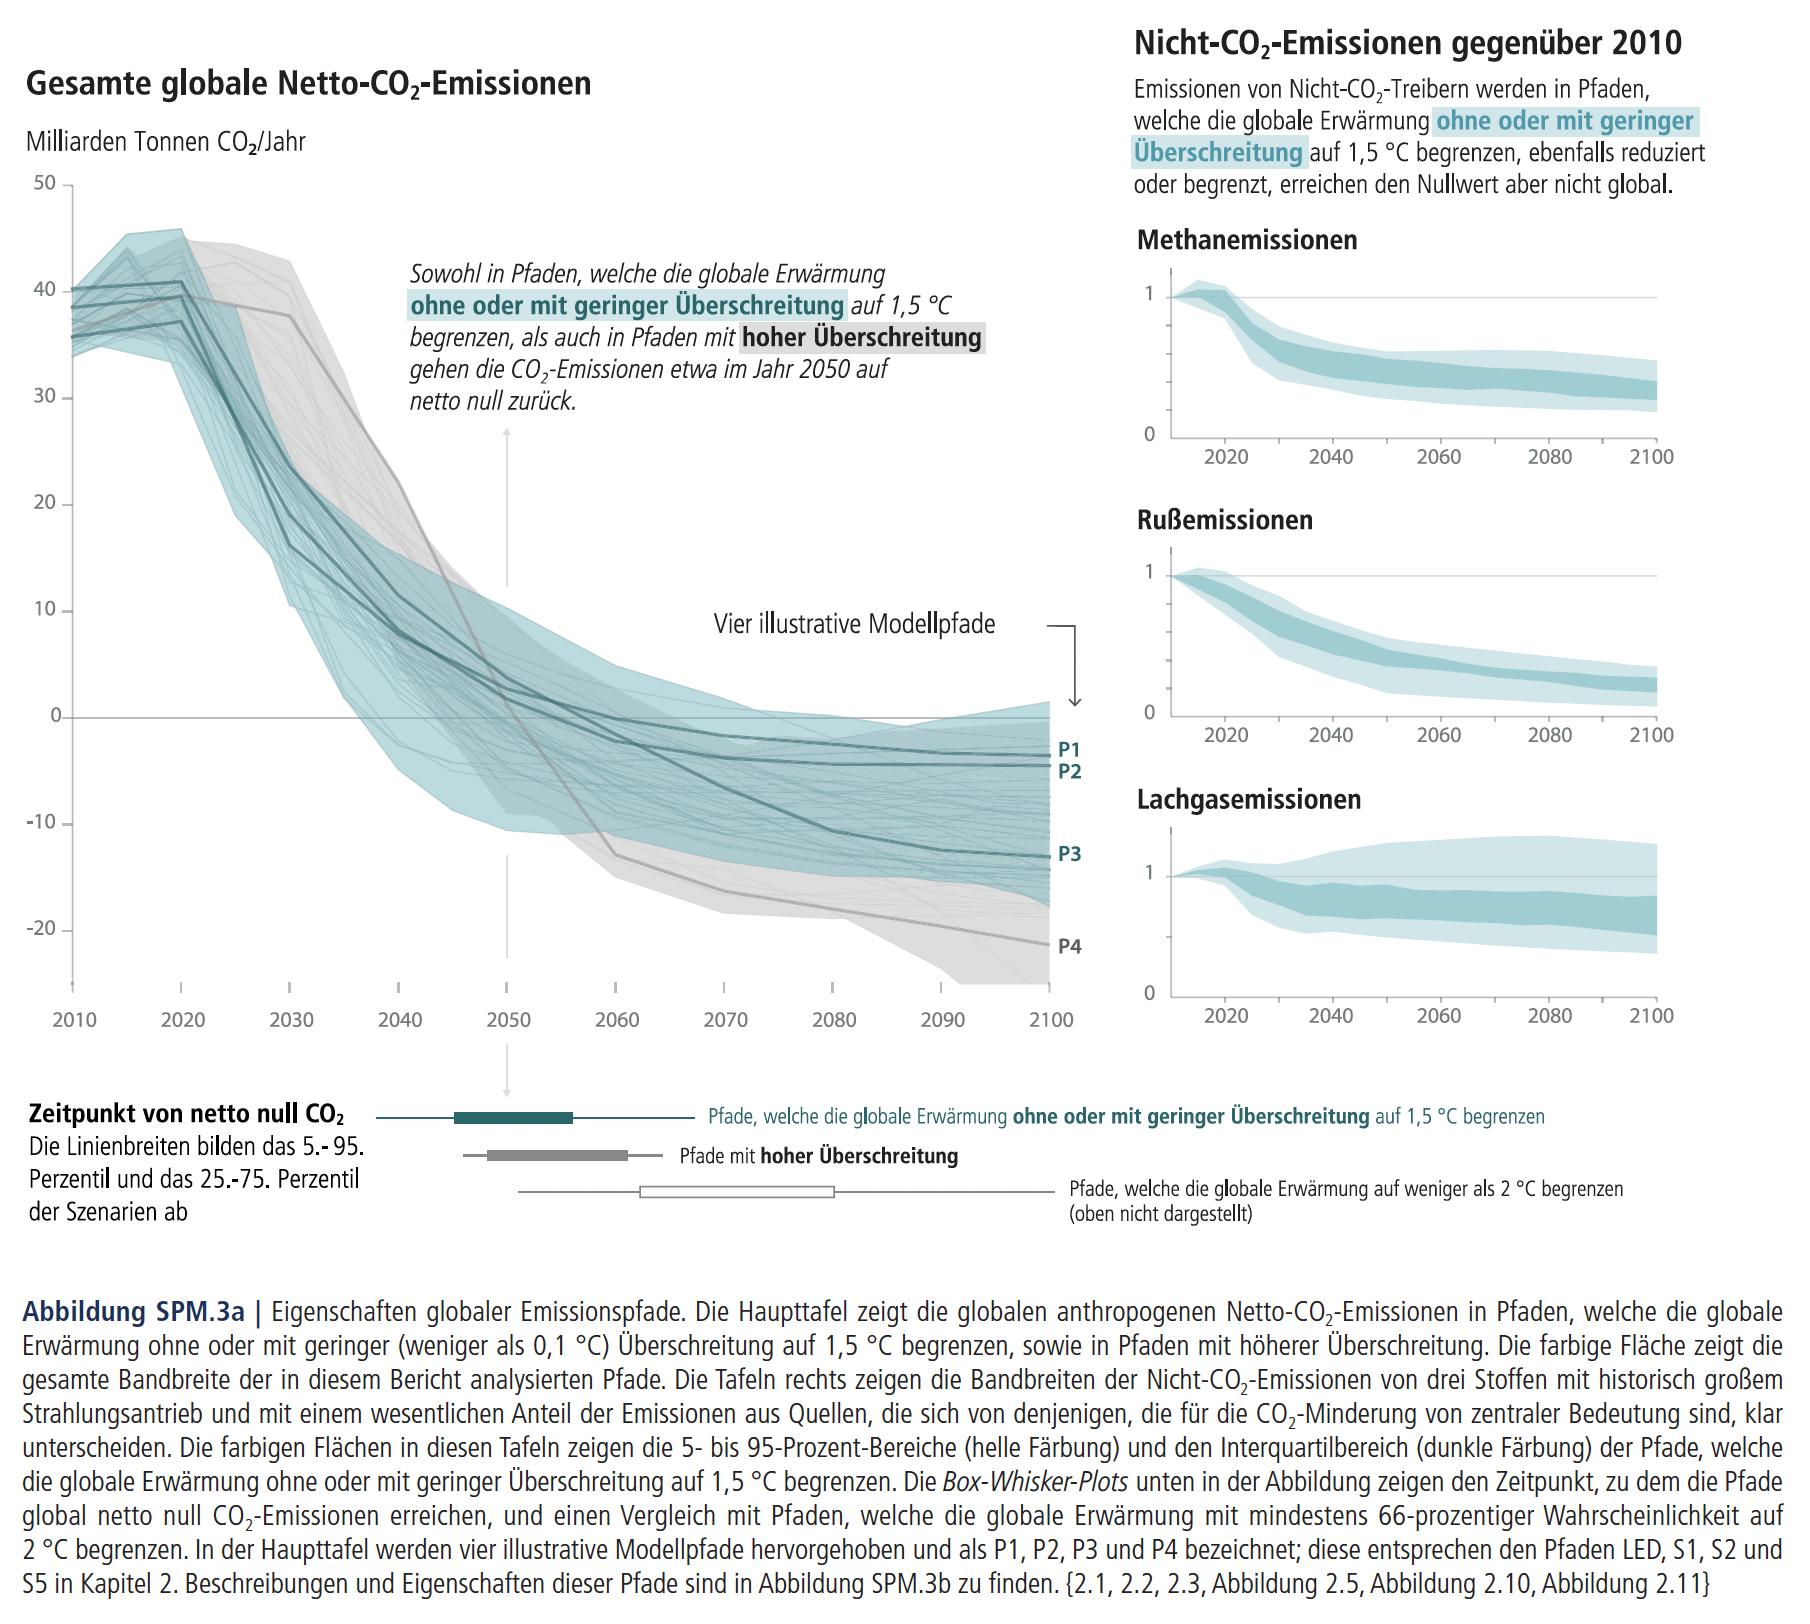 Gesamte globale Netto-CO₂-Emissionen
Milliarden Tonnen CO₂/Jahr
50
40
30
20
10
0
-10
-20
2010 2020 2030 2040 2050 2060 2070 2080 2090 2100
Sowohl in Pfaden, welche die globale Erwärmung
ohne oder mit geringer Überschreitung auf 1,5 °C
begrenzen, als auch in Pfaden mit hoher Überschreitung
gehen die CO₂-Emissionen etwa im Jahr 2050 auf
netto null zurück.
Vier illustrative Modellpfade
P1
P2
P3
P4
Nicht-CO₂-Emissionen gegenüber 2010
Emissionen von Nicht-CO₂-Treibern werden in Pfaden,
welche die globale Erwärmung ohne oder mit geringer
Überschreitung auf 1,5 °C begrenzen, ebenfalls reduziert
oder begrenzt, erreichen den Nullwert aber nicht global.
Methanemissionen
1
0
2020 2040 2060 2080 2100
Rußemissionen
1
0
2020 2040 2060 2080 2100
Lachgasemissionen
1
0
2020 2040 2060 2080 2100
Zeitpunkt von netto null CO₂
Die Linienbreiten bilden das 5.-95.
Perzentil und das 25.-75. Perzentil
der Szenarien ab
Pfade, welche die globale Erwärmung ohne oder mit geringer Überschreitung auf 1,5 °C begrenzen
Pfade mit hoher Überschreitung
Pfade, welche die globale Erwärmung auf weniger als 2 °C begrenzen
(oben nicht dargestellt)
Abbildung SPM.3a | Eigenschaften globaler Emissionspfade. Die Haupttafel zeigt die globalen anthropogenen Netto-CO₂-Emissionen in Pfaden, welche die globale
Erwärmung ohne oder mit geringer (weniger als 0,1 °C) Überschreitung auf 1,5 °C begrenzen, sowie in Pfaden mit höherer Überschreitung. Die farbige Fläche zeigt die
gesamte Bandbreite der in diesem Bericht analysierten Pfade. Die Tafeln rechts zeigen die Bandbreiten der Nicht-CO₂-Emissionen von drei Stoffen mit historisch großem
Strahlungsantrieb und mit einem wesentlichen Anteil der Emissionen aus Quellen, die sich von denjenigen, die für die CO₂-Minderung von zentraler Bedeutung sind, klar
unterscheiden. Die farbigen Flächen in diesen Tafeln zeigen die 5- bis 95-Prozent-Bereiche (helle Färbung) und den Interquartilbereich (dunkle Färbung) der Pfade, welche
die globale Erwärmung ohne oder mit geringer Überschreitung auf 1,5 °C begrenzen. Die Box-Whisker-Plots unten in der Abbildung zeigen den Zeitpunkt, zu dem die Pfade
global netto null CO₂-Emissionen erreichen, und einen Vergleich mit Pfaden, welche die globale Erwärmung mit mindestens 66-prozentiger Wahrscheinlichkeit auf
2 °C begrenzen. In der Haupttafel werden vier illustrative Modellpfade hervorgehoben und als P1, P2, P3 und P4 bezeichnet; diese entsprechen den Pfaden LED, S1, S2 und
S5 in Kapitel 2. Beschreibungen und Eigenschaften dieser Pfade sind in Abbildung SPM.3b zu finden. {2.1, 2.2, 2.3, Abbildung 2.5, Abbildung 2.10, Abbildung 2.11}